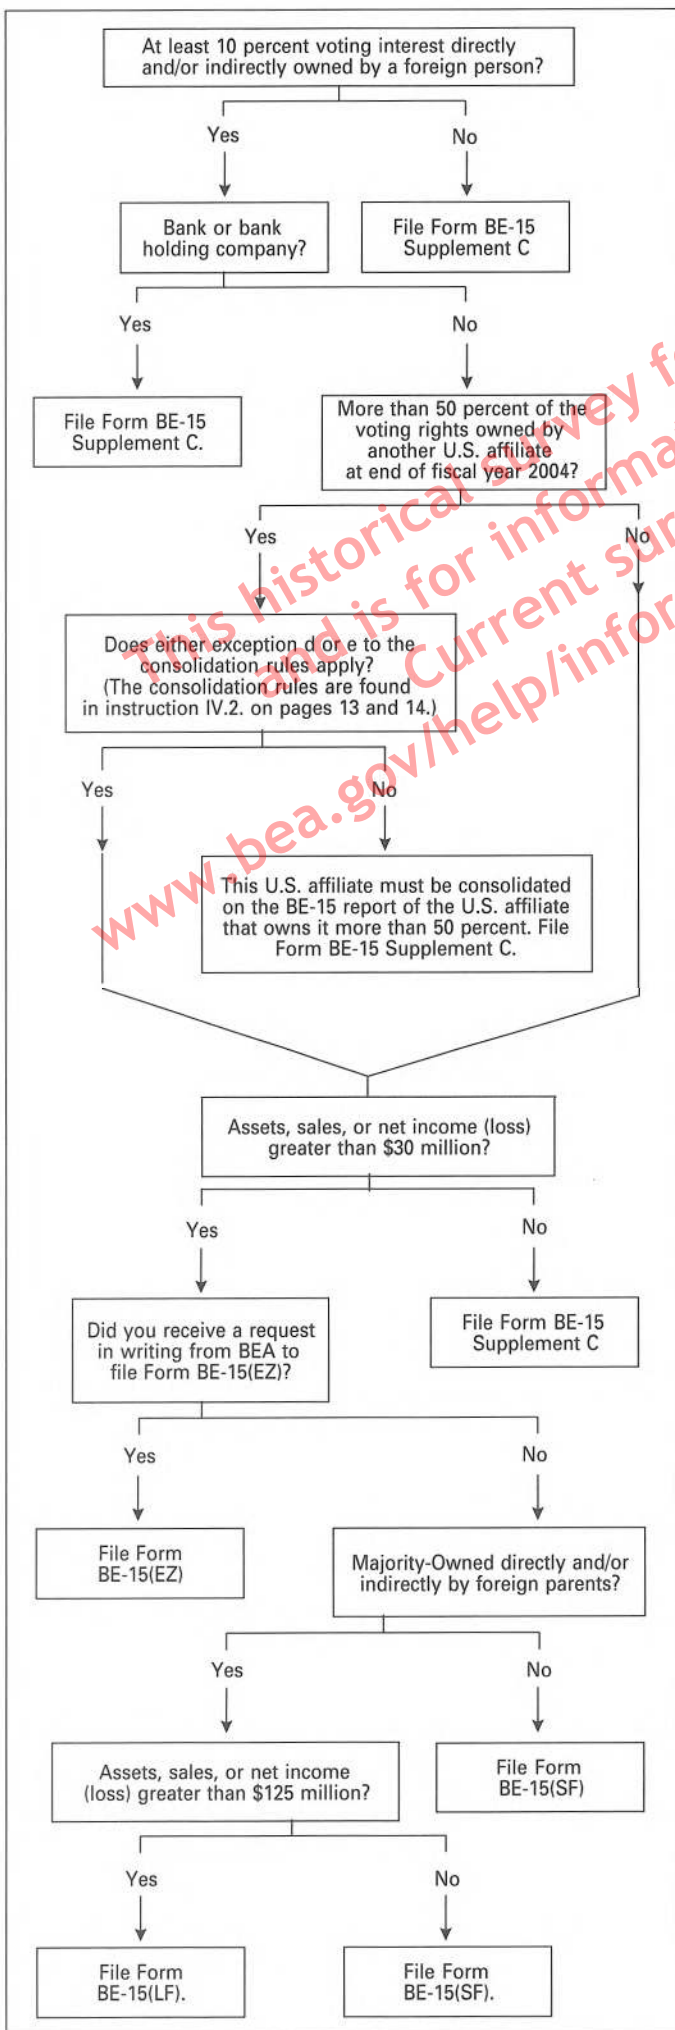 At least 10 percent voting interest directly
and/or indirectly owned by a foreign person?
Yes
No
Bank or bank
holding company?
File Form BE-15
Supplement C
Yes
No
File Form BE-15
Supplement C.
More than 50 percent of the
voting rights owned by
another U.S. affiliate
at end of fiscal year 2004?
Yes
No
Does either exception d or e to the
consolidation rules apply?
(The consolidation rules are found
in instruction IV.2. on pages 13 and 14.)
Yes
No
This U.S. affiliate must be consolidated
on the BE-15 report of the U.S. affiliate
that owns it more than 50 percent. File
Form BE-15 Supplement C.
Assets, sales, or net income (loss)
greater than $30 million?
Yes
No
Did you receive a request
in writing from BEA to
file Form BE-15(EZ)?
File Form BE-15
Supplement C
Yes
No
File Form
BE-15(EZ)
Majority-Owned directly and/or
indirectly by foreign parents?
Yes
No
Assets, sales, or net income
(loss) greater than $125 million?
File Form
BE-15(SF)
Yes
No
File Form
BE-15(LF).
File Form
BE-15(SF).
This historical survey
and is for
Current
www.bea.gov/help/